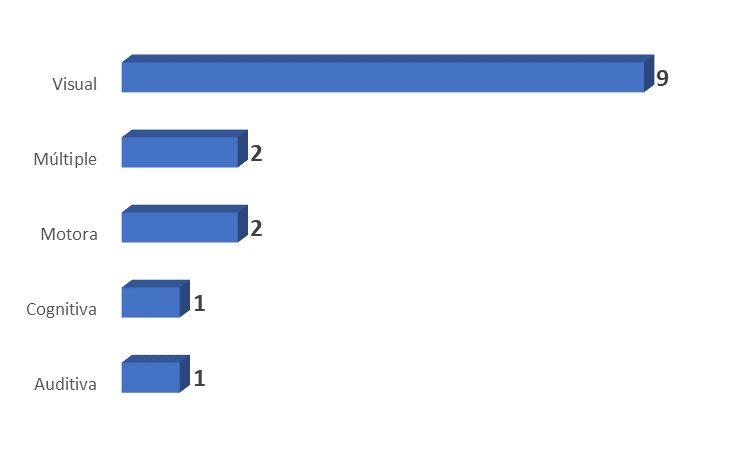 Visual 9
Múltiple 2
Motora 2
Cognitiva 1
Auditiva 1